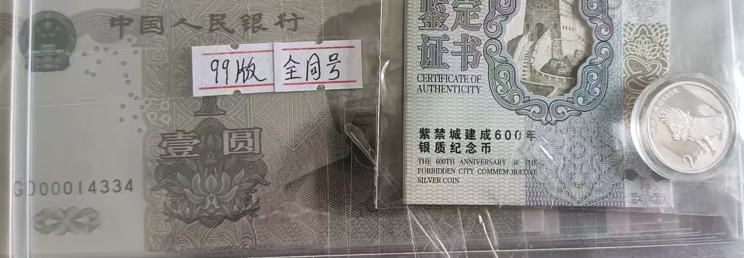 中国人民银行
99版
全同号
壹圆
GD00014334
鉴定
证书
CERTIFICATE OF
AUTHENTICITY
紫禁城建成600年
银质纪念币
THE 600TH ANNIVERSARY OF THE
FORBIDDEN CITY COMMEMORATIVE
SILVER COIN